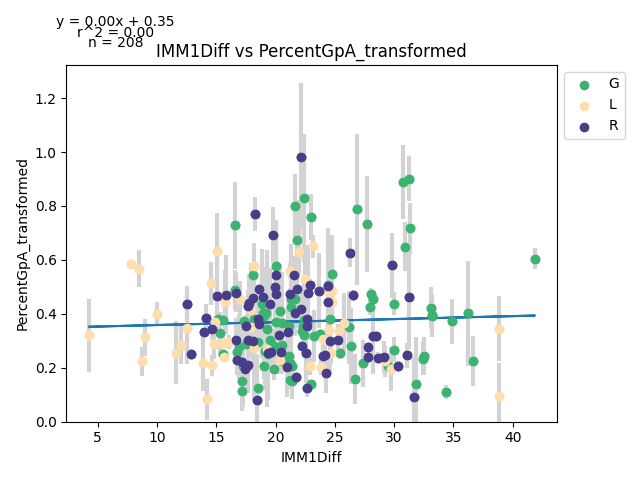 y = 0.00x + 0.35
r^2 = 0.00
n = 208
IMM1Diff vs PercentGpA_transformed
G
L
R
PercentGpA_transformed
1.2
1.0
0.8
0.6
0.4
0.2
0.0
5 10 15 20 25 30 35 40
IMM1Diff